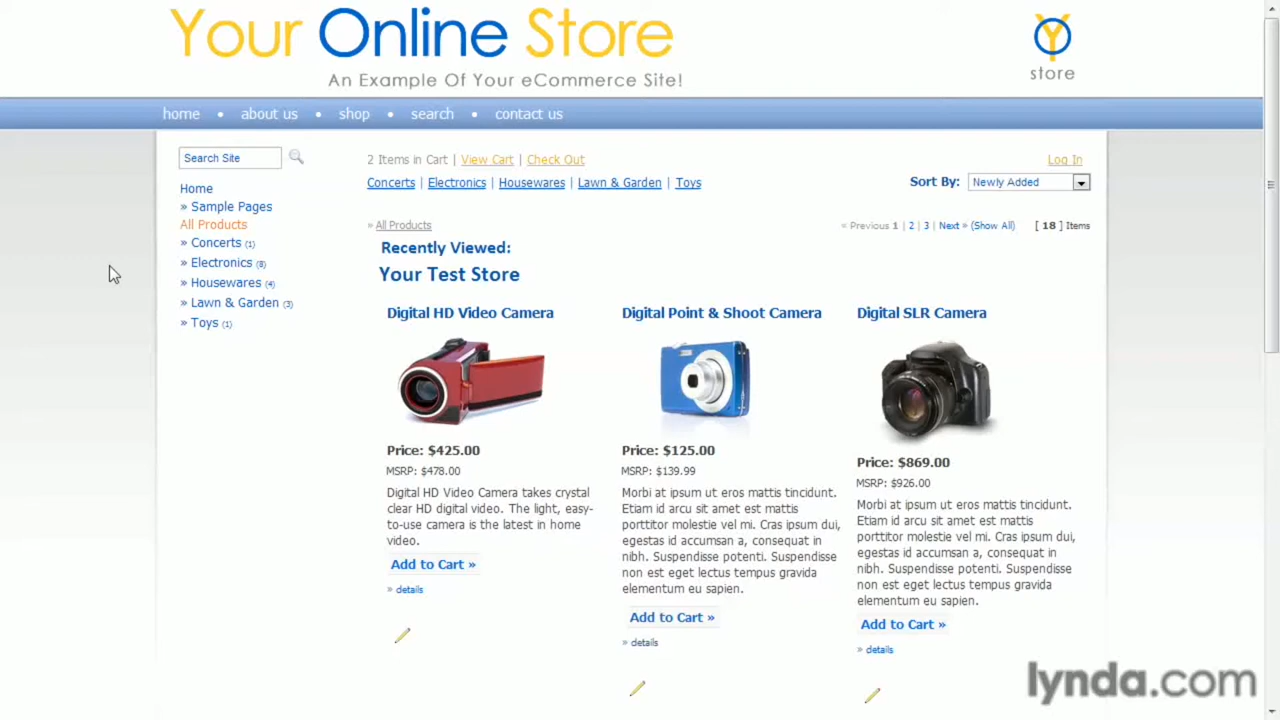 Your Online Store
An Example Of Your eCommerce Site!
Y
store
home • about us • shop • search • contact us
Search Site
Home
» Sample Pages
All Products
» Concerts (1)
» Electronics (8)
» Housewares (4)
» Lawn & Garden (3)
» Toys (1)
2 Items in Cart | View Cart | Check Out
Log In
Concerts | Electronics | Housewares | Lawn & Garden | Toys
Sort By: Newly Added
» All Products
« Previous 1 | 2 | 3 | Next » (Show All) [ 18 ] Items
Recently Viewed:
Your Test Store
Digital HD Video Camera
Price: $425.00
MSRP: $478.00
Digital HD Video Camera takes crystal
clear HD digital video. The light, easy-
to-use camera is the latest in home
video.
Add to Cart »
» details
Digital Point & Shoot Camera
Price: $125.00
MSRP: $139.99
Morbi at ipsum ut eros mattis tincidunt.
Etiam id arcu sit amet est mattis
porttitor molestie vel mi. Cras ipsum dui,
egestas id accumsan a, consequat in
nibh. Suspendisse potenti. Suspendisse
non est eget lectus tempus gravida
elementum eu sapien.
Add to Cart »
» details
Digital SLR Camera
Price: $869.00
MSRP: $926.00
Morbi at ipsum ut eros mattis tincidunt.
Etiam id arcu sit amet est mattis
porttitor molestie vel mi. Cras ipsum dui,
egestas id accumsan a, consequat in
nibh. Suspendisse potenti. Suspendisse
non est eget lectus tempus gravida
elementum eu sapien.
Add to Cart »
» details
lynda.com